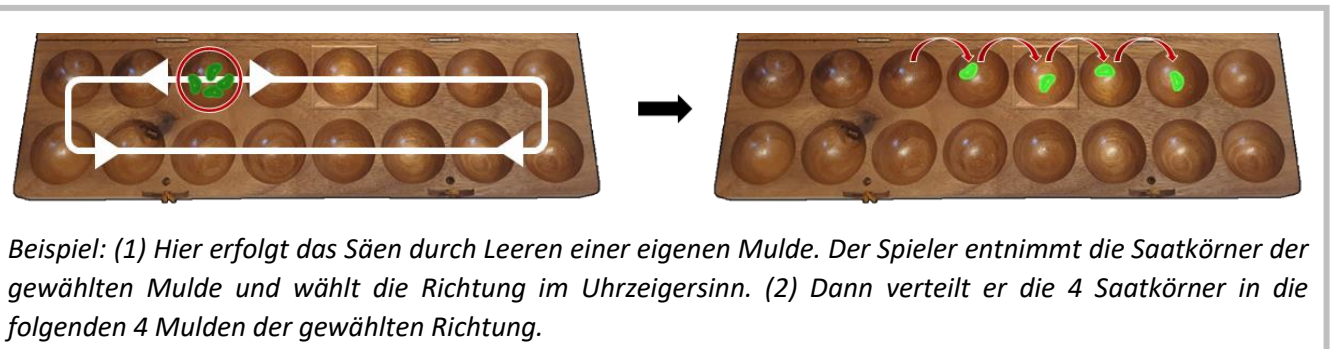 Beispiel: (1) Hier erfolgt das Säen durch Leeren einer eigenen Mulde. Der Spieler entnimmt die Saatkörner der
gewählten Mulde und wählt die Richtung im Uhrzeigersinn. (2) Dann verteilt er die 4 Saatkörner in die
folgenden 4 Mulden der gewählten Richtung.